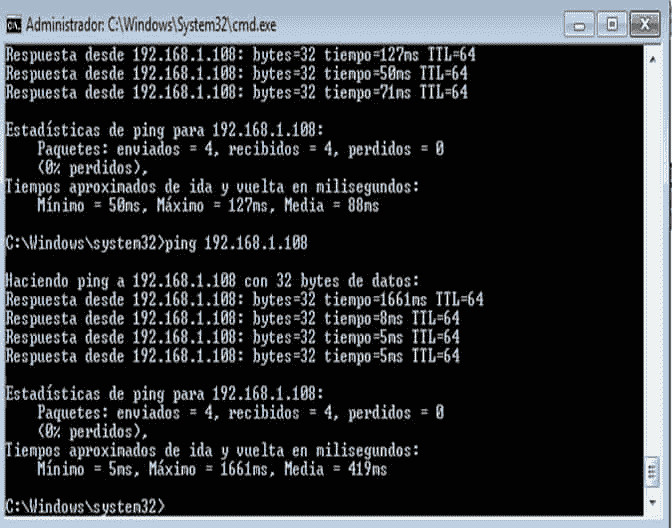 Administrador: C:\Windows\System32\cmd.exe
Respuesta desde 192.168.1.108: bytes=32 tiempo=127ms TTL=64
Respuesta desde 192.168.1.108: bytes=32 tiempo=50ms TTL=64
Respuesta desde 192.168.1.108: bytes=32 tiempo=71ms TTL=64
Estadísticas de ping para 192.168.1.108:
Paquetes: enviados = 4, recibidos = 4, perdidos = 0
(0% perdidos),
Tiempos aproximados de ida y vuelta en milisegundos:
Mínimo = 50ms, Máximo = 127ms, Media = 88ms
C:\Windows\system32>ping 192.168.1.108
Haciendo ping a 192.168.1.108 con 32 bytes de datos:
Respuesta desde 192.168.1.108: bytes=32 tiempo=1661ms TTL=64
Respuesta desde 192.168.1.108: bytes=32 tiempo=8ms TTL=64
Respuesta desde 192.168.1.108: bytes=32 tiempo=5ms TTL=64
Respuesta desde 192.168.1.108: bytes=32 tiempo=5ms TTL=64
Estadísticas de ping para 192.168.1.108:
Paquetes: enviados = 4, recibidos = 4, perdidos = 0
(0% perdidos),
Tiempos aproximados de ida y vuelta en milisegundos:
Mínimo = 5ms, Máximo = 1661ms, Media = 419ms
C:\Windows\system32>